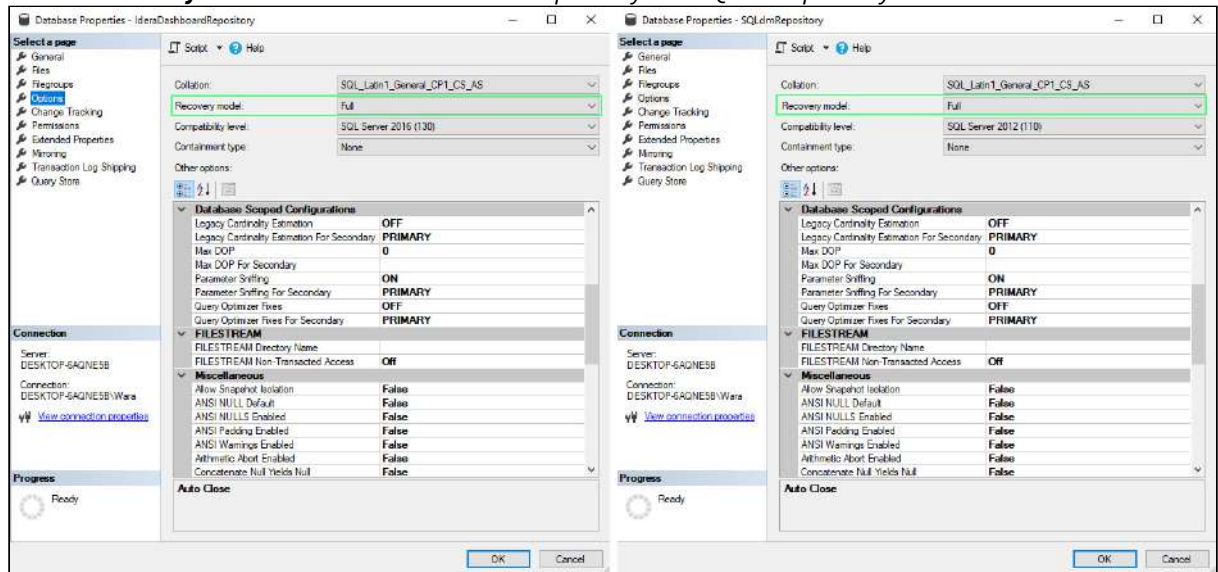 Database Properties - IderaDashboardRepository
Select a page
General
Files
Filegroups
Options
Change Tracking
Permissions
Extended Properties
Mirroring
Transaction Log Shipping
Query Store
Script Help
Collation: SQL_Latin1_General_CP1_CS_AS
Recovery model: Full
Compatibility level: SQL Server 2016 (130)
Containment type: None
Other options:
Database Scoped Configurations
Legacy Cardinality Estimation OFF
Legacy Cardinality Estimation For Secondary PRIMARY
Max DOP 0
Max DOP For Secondary
Parameter Sniffing ON
Parameter Sniffing For Secondary PRIMARY
Query Optimizer Fixes OFF
Query Optimizer Fixes For Secondary PRIMARY
FILESTREAM
FILESTREAM Directory Name
FILESTREAM Non-Transacted Access Off
Miscellaneous
Allow Snapshot Isolation False
ANSI NULL Default False
ANSI NULLS Enabled False
ANSI Padding Enabled False
ANSI Warnings Enabled False
Arithmetic Abort Enabled False
Concatenate Null Yields Null False
Auto Close
Connection
Server:
DESKTOP-6AQNE5B
Connection:
DESKTOP-6AQNE5B\Wara
View connection properties
Progress
Ready
OK Cancel
Database Properties - SQLdmRepository
Select a page
General
Files
Filegroups
Options
Change Tracking
Permissions
Extended Properties
Mirroring
Transaction Log Shipping
Query Store
Script Help
Collation: SQL_Latin1_General_CP1_CS_AS
Recovery model: Full
Compatibility level: SQL Server 2012 (110)
Containment type: None
Other options:
Database Scoped Configurations
Legacy Cardinality Estimation OFF
Legacy Cardinality Estimation For Secondary PRIMARY
Max DOP 0
Max DOP For Secondary
Parameter Sniffing ON
Parameter Sniffing For Secondary PRIMARY
Query Optimizer Fixes OFF
Query Optimizer Fixes For Secondary PRIMARY
FILESTREAM
FILESTREAM Directory Name
FILESTREAM Non-Transacted Access Off
Miscellaneous
Allow Snapshot Isolation False
ANSI NULL Default False
ANSI NULLS Enabled False
ANSI Padding Enabled False
ANSI Warnings Enabled False
Arithmetic Abort Enabled False
Concatenate Null Yields Null False
Auto Close
Connection
Server:
DESKTOP-6AQNE5B
Connection:
DESKTOP-6AQNE5B\Wara
View connection properties
Progress
Ready
OK Cancel